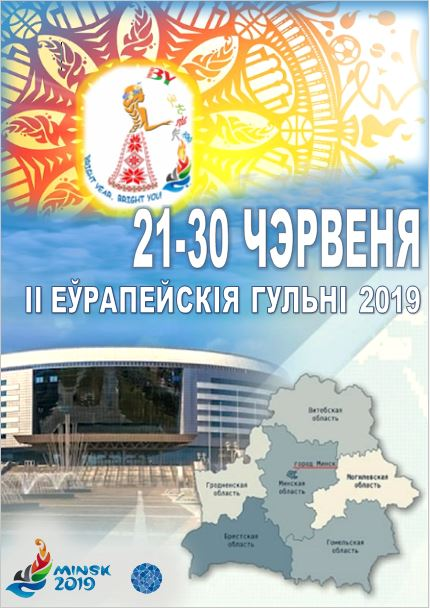 BY
BRIGHT YEAR, BRIGHT YOU!
21-30 ЧЭРВЕНЯ
II ЕЎРАПЕЙСКІЯ ГУЛЬНІ 2019
Витебская
область
город Минск
Минская
область
Могилевская
область
Гродненская
область
Брестская
область
Гомельская
область
MINSK
2019